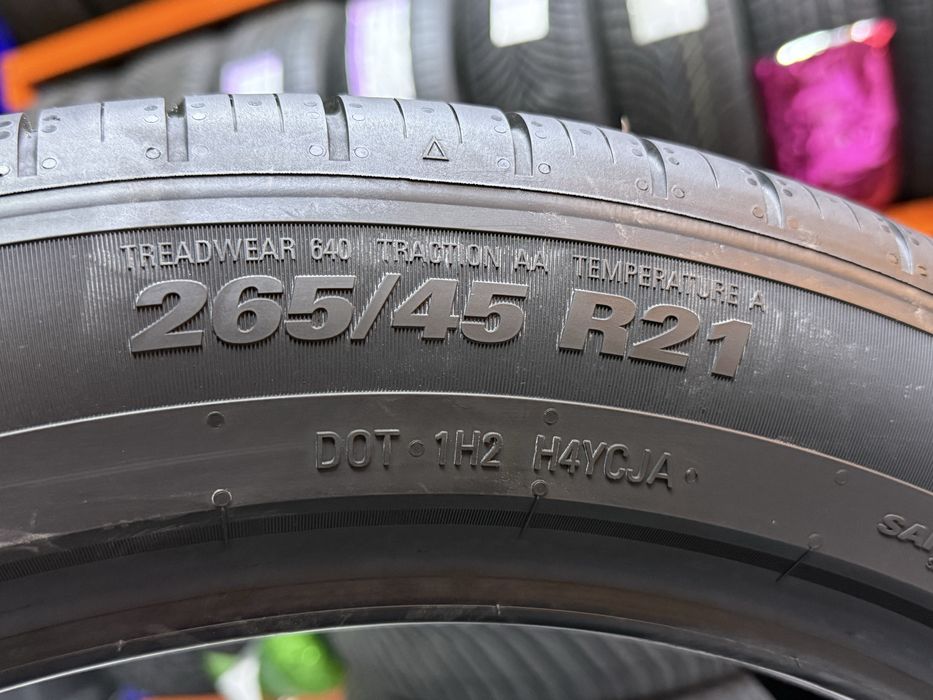 TREADWEAR 640 TRACTION AA TEMPERATURE A
265/45 R21
DOT 1H2 H4YCJA